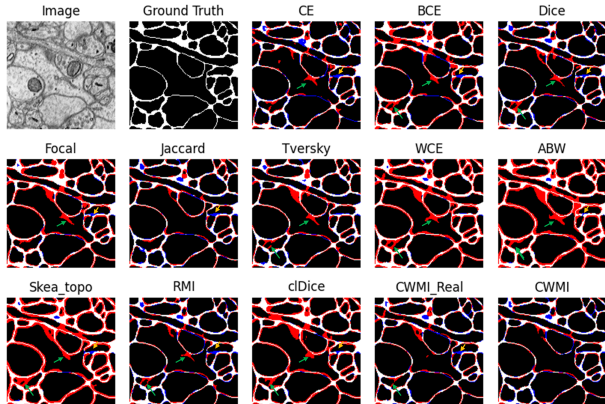 Image Ground Truth CE BCE Dice
Focal Jaccard Tversky WCE ABW
Skea_topo RMI clDice CWMI_Real CWMI